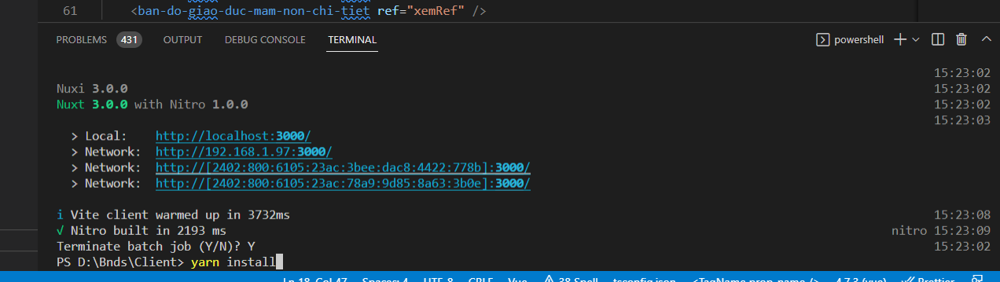 61 <ban-do-giao-duc-mam-non-chi-tiet ref="xemRef" />
PROBLEMS 431 OUTPUT DEBUG CONSOLE TERMINAL powershell
15:23:02
Nuxi 3.0.0 15:23:02
Nuxt 3.0.0 with Nitro 1.0.0 15:23:02
15:23:03
> Local: http://localhost:3000/
> Network: http://192.168.1.97:3000/
> Network: http://[2402:800:6105:23ac:3bee:dac8:4422:778b]:3000/
> Network: http://[2402:800:6105:23ac:78a9:9d85:8a63:3b0e]:3000/
i Vite client warmed up in 3732ms 15:23:08
√ Nitro built in 2193 ms nitro 15:23:09
Terminate batch job (Y/N)? Y 15:23:02
PS D:\Bnds\Client> yarn install
Ln 18, Col 47 Spaces: 4 UTF-8 CRLF Vue 38 Spell tsconfig.json <TagName prop-name /> 4.7.3 (vue) Prettier